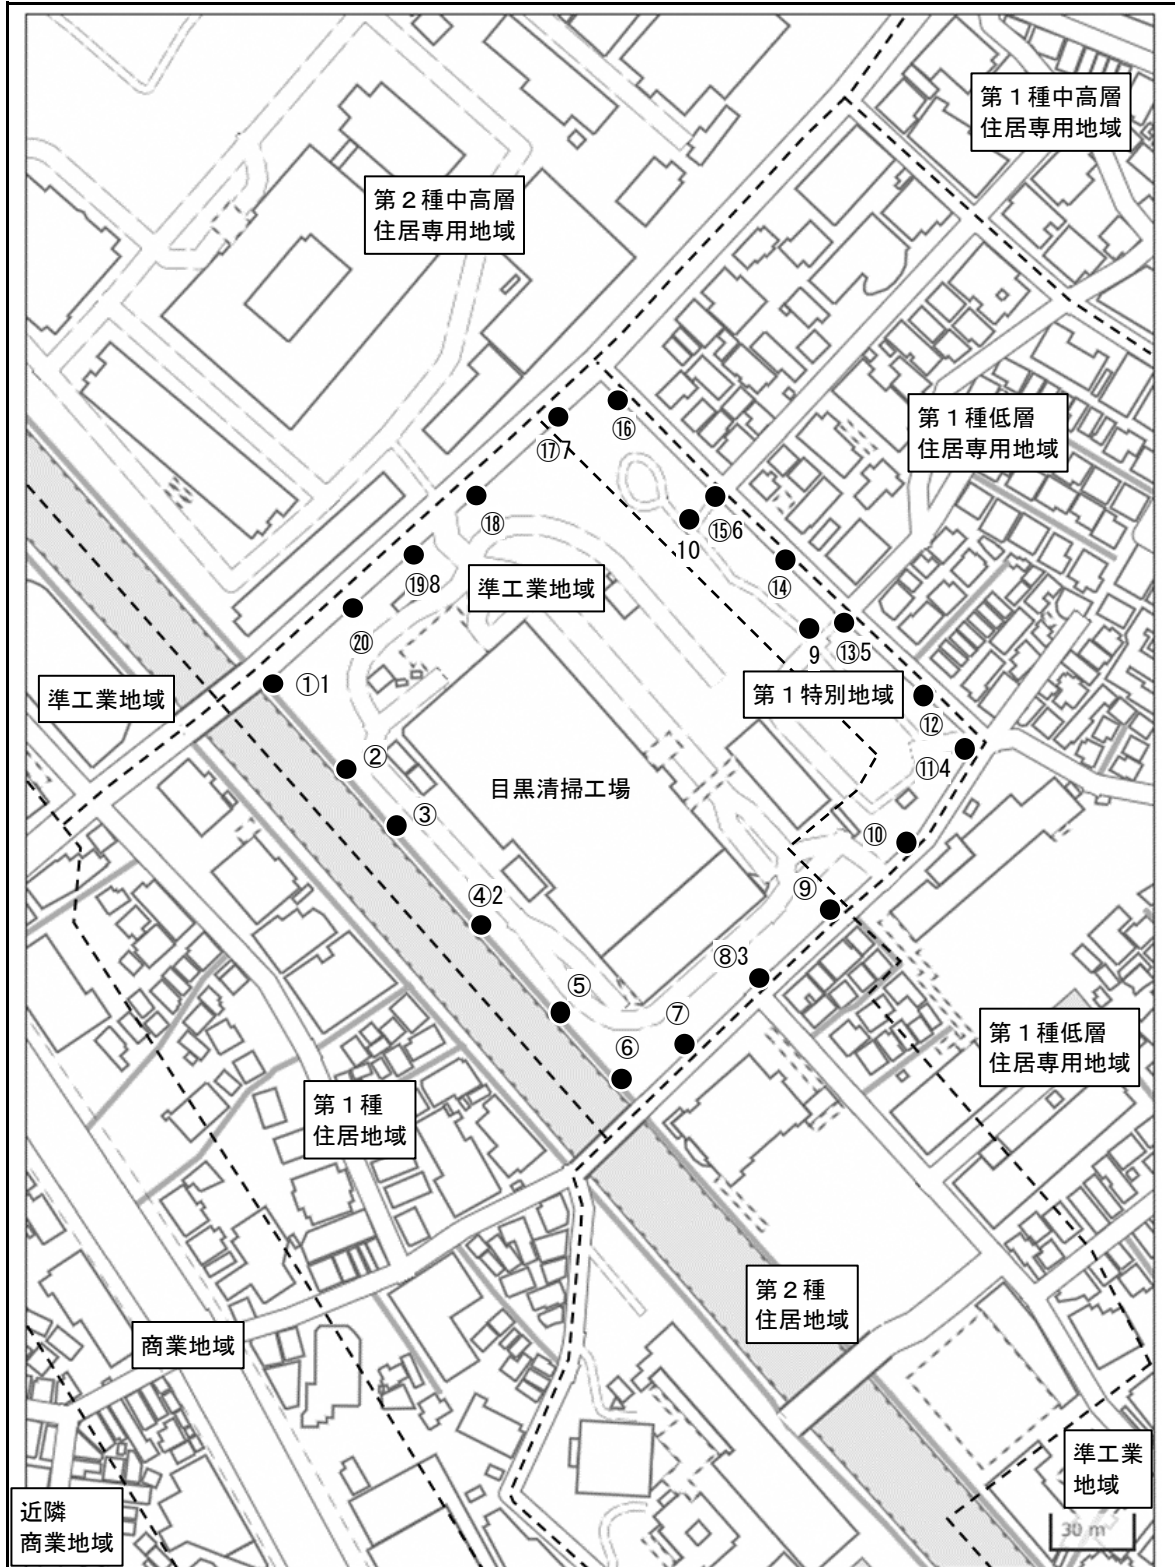 第１種中高層
住居専用地域
第２種中高層
住居専用地域
第１種低層
住居専用地域
⑯
⑰7
⑱
⑮6
10
⑲8
⑭
準工業地域
⑳
9
⑬5
準工業地域
①1
第１特別地域
⑫
⑪4
②
目黒清掃工場
③
⑩
④2
⑨
⑧3
⑤
⑦
⑥
第１種低層
住居専用地域
第１種
住居地域
第２種
住居地域
商業地域
準工業
地域
近隣
商業地域
30 m